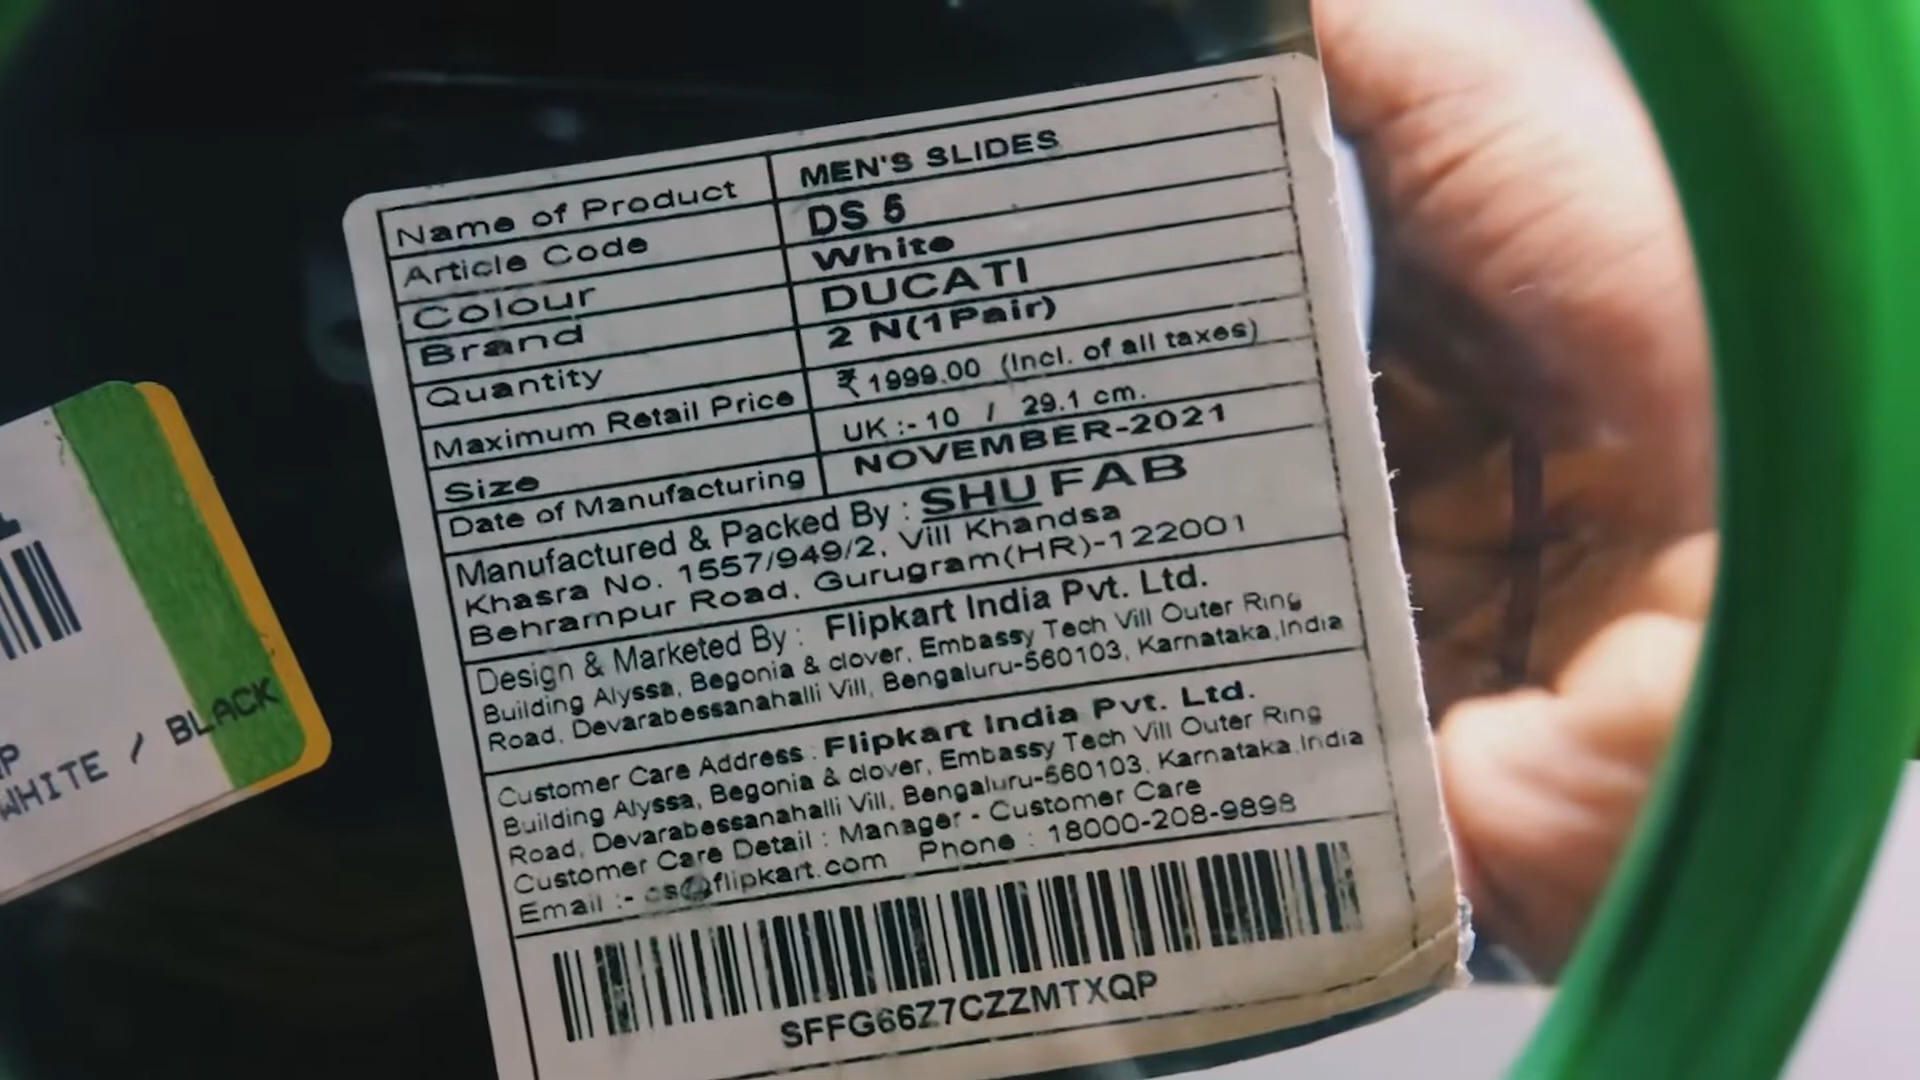 Name of Product MEN'S SLIDES
Article Code DS 5
Colour White
Brand DUCATI
Quantity 2 N(1Pair)
Maximum Retail Price ₹ 1999.00 (Incl. of all taxes)
Size UK :- 10 / 29.1 cm.
Date of Manufacturing NOVEMBER-2021
Manufactured & Packed By : SHU FAB
Khasra No. 1557/949/2, Vill Khandsa
Behrampur Road, Gurugram(HR)-122001
Design & Marketed By : Flipkart India Pvt. Ltd.
Building Alyssa, Begonia & clover, Embassy Tech Vill Outer Ring
Road, Devarabessanahalli Vill, Bengaluru-560103, Karnataka,India
Customer Care Address : Flipkart India Pvt. Ltd.
Building Alyssa, Begonia & clover, Embassy Tech Vill Outer Ring
Road, Devarabessanahalli Vill, Bengaluru-560103, Karnataka,India
Customer Care Detail : Manager - Customer Care
Email :- cs@flipkart.com Phone : 18000-208-9898
SFFG66Z7CZZMTXQP
WHITE / BLACK